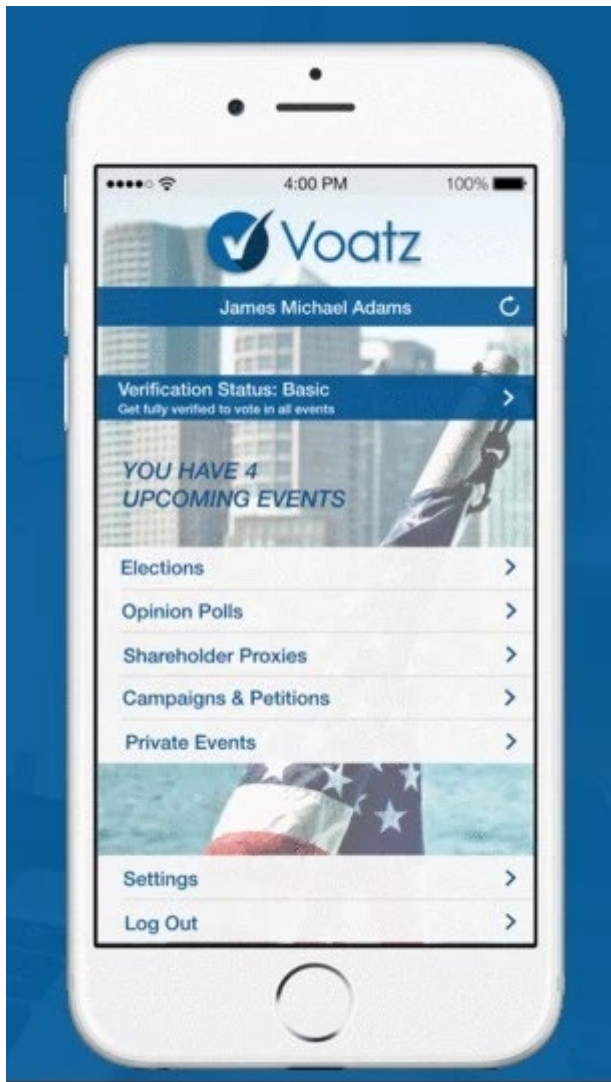 4:00 PM 100%
Voatz
James Michael Adams
Verification Status: Basic
Get fully verified to vote in all events
YOU HAVE 4
UPCOMING EVENTS
Elections
Opinion Polls
Shareholder Proxies
Campaigns & Petitions
Private Events
Settings
Log Out